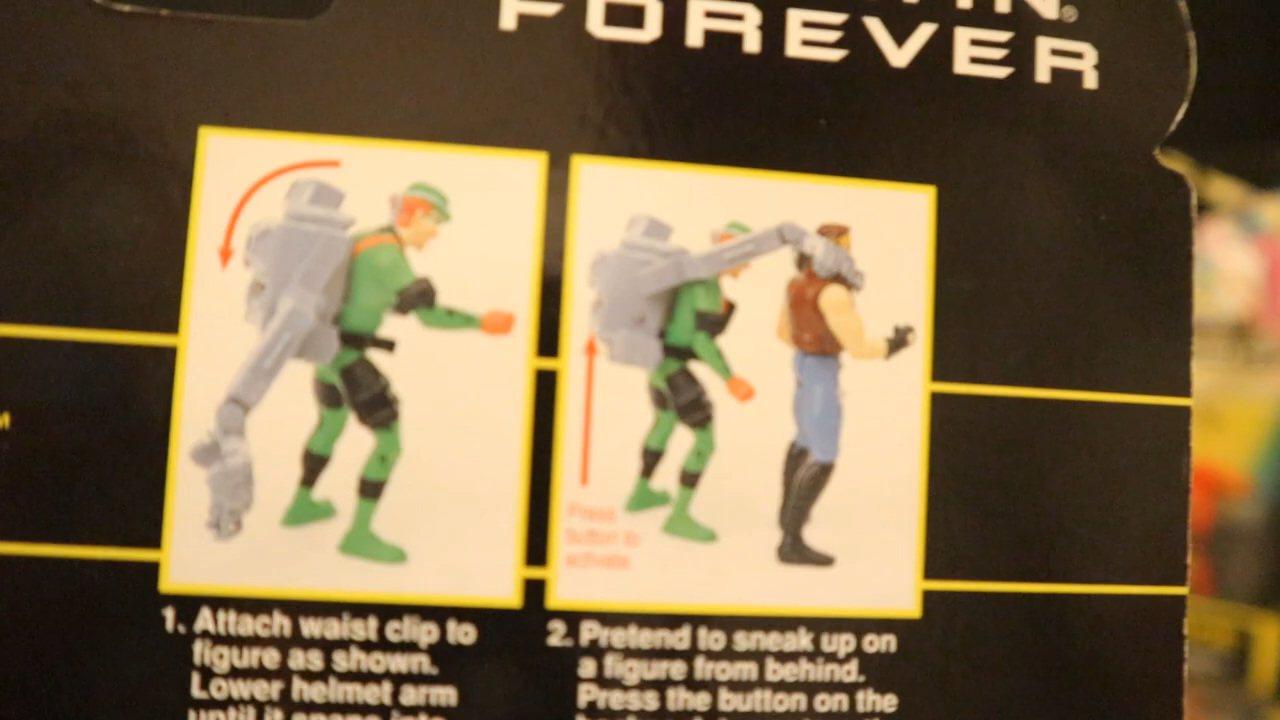 FOREVER
Press
button to
activate.
1. Attach waist clip to
figure as shown.
Lower helmet arm
until it snaps into
2. Pretend to sneak up on
a figure from behind.
Press the button on the